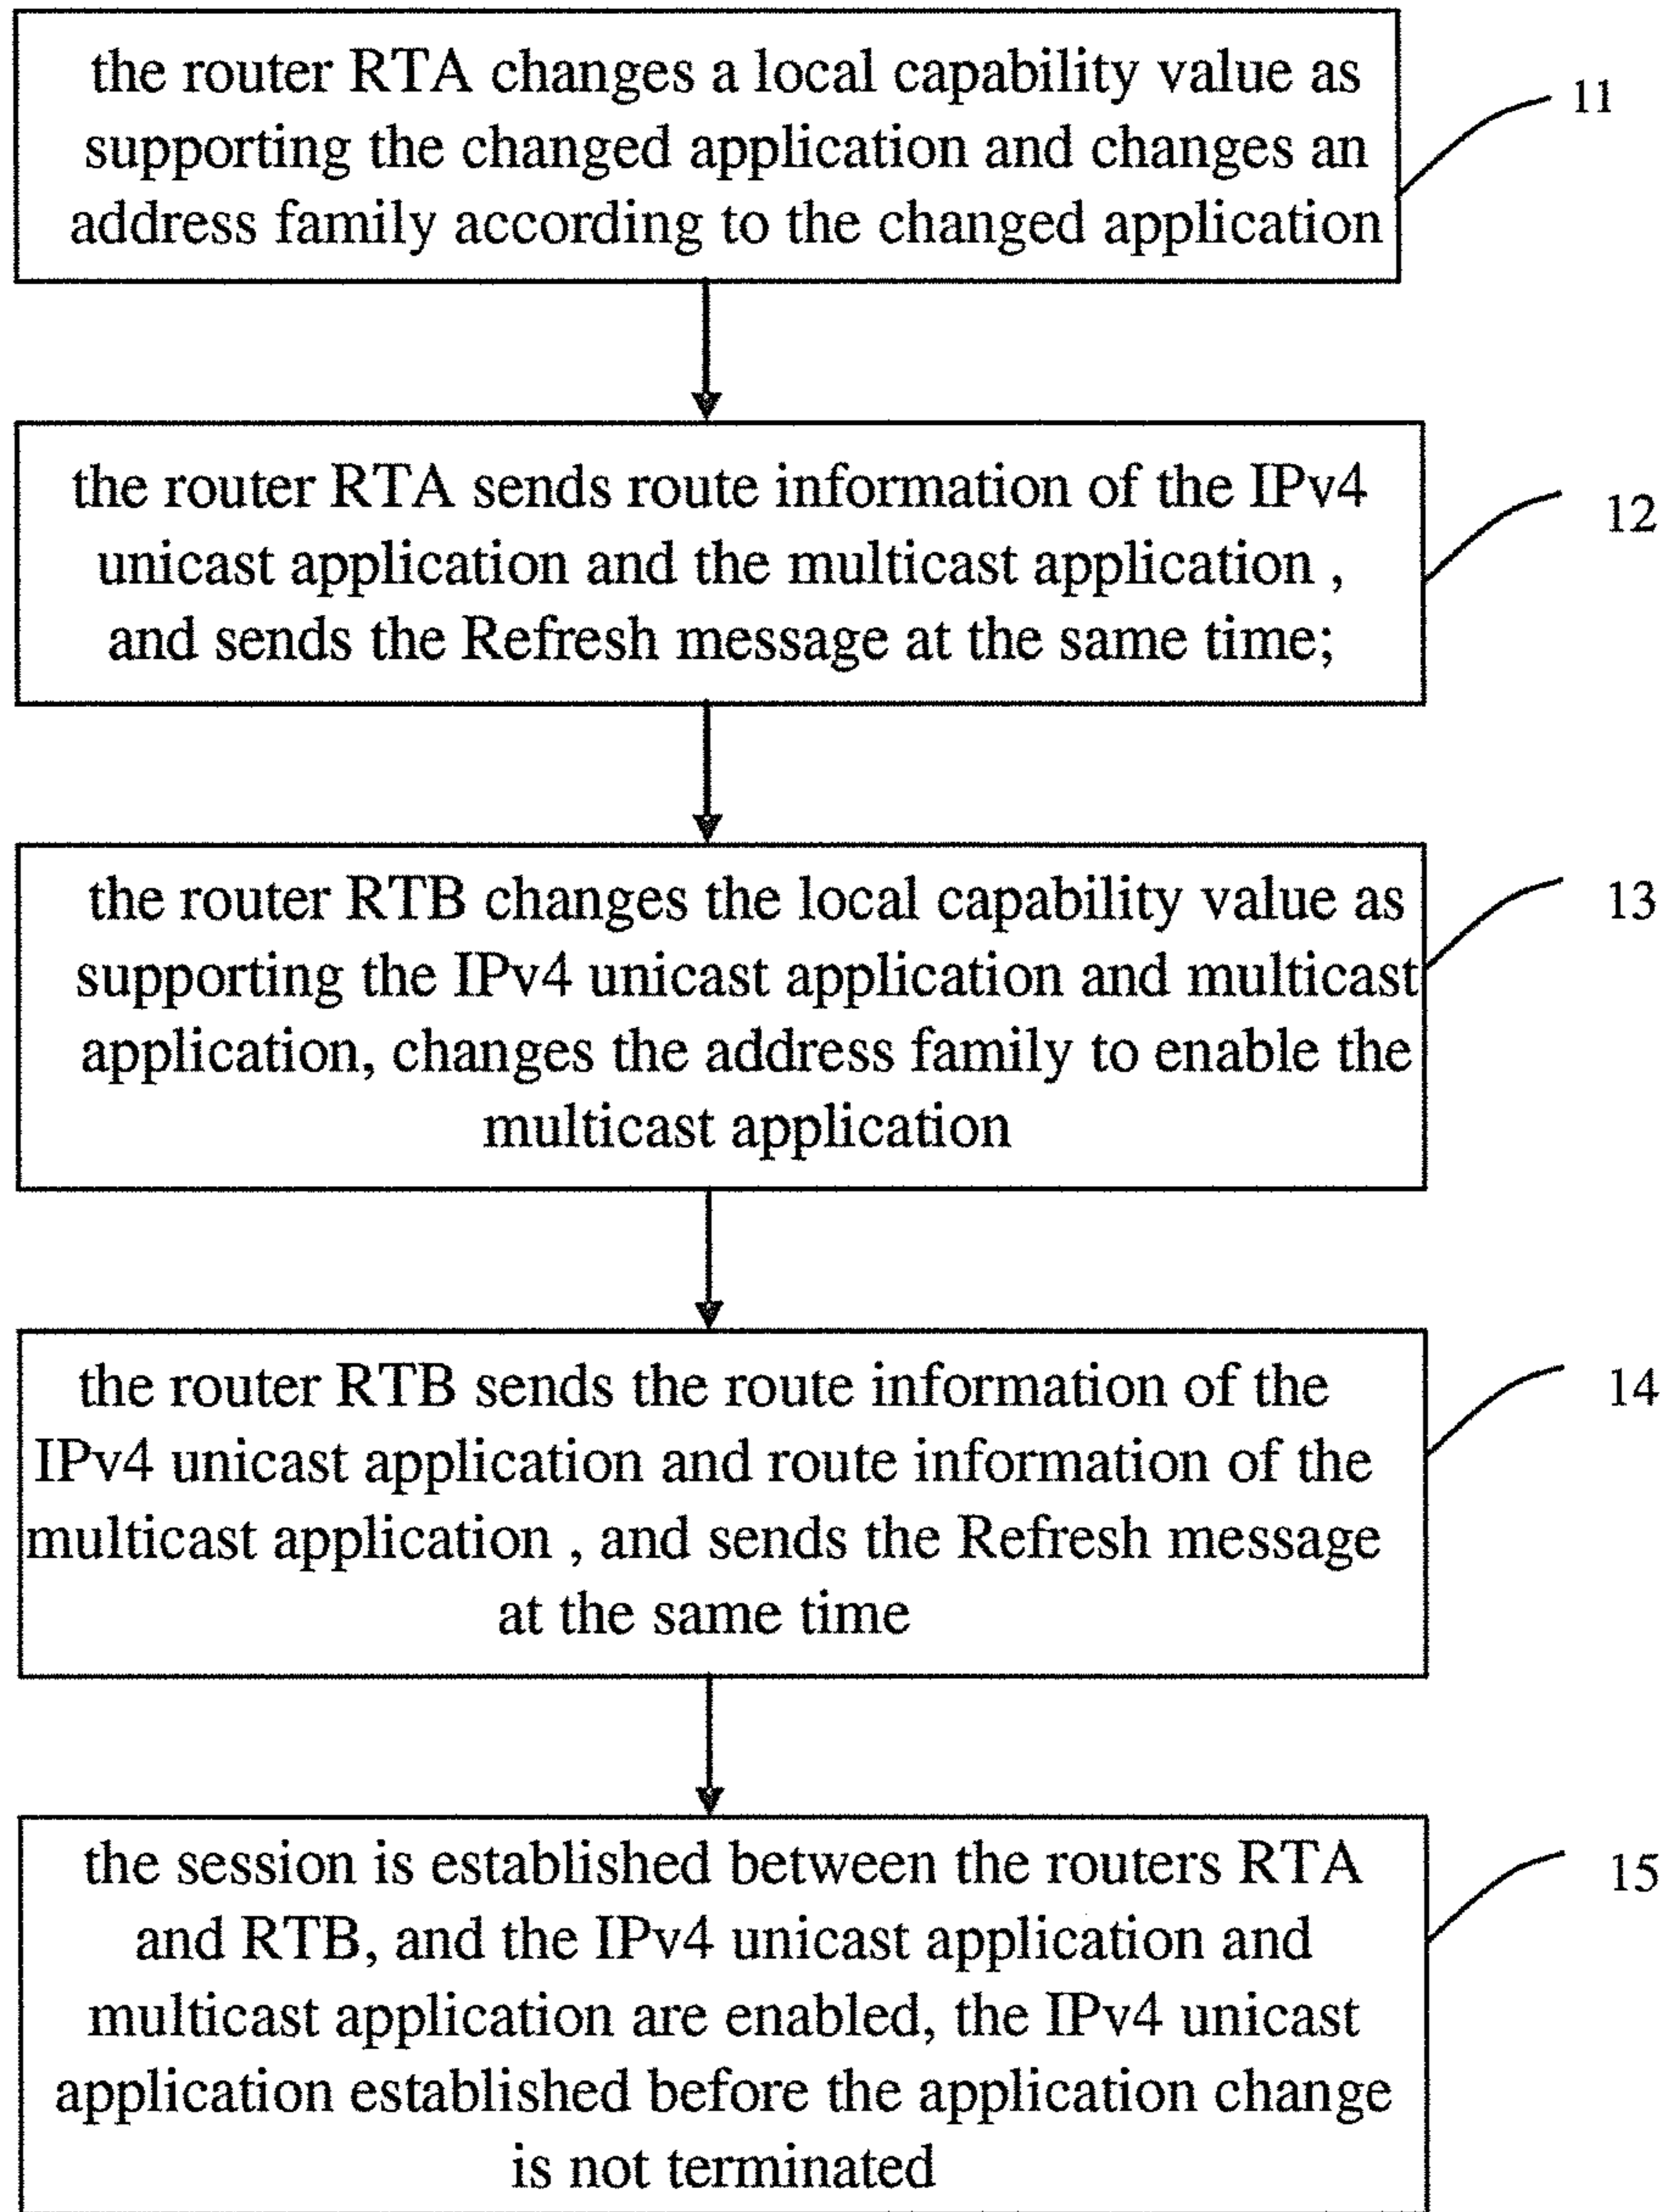 the router RTA changes a local capability value as
supporting the changed application and changes an
address family according to the changed application
11
the router RTA sends route information of the IPv4
unicast application and the multicast application ,
and sends the Refresh message at the same time;
12
the router RTB changes the local capability value as
supporting the IPv4 unicast application and multicast
application, changes the address family to enable the
multicast application
13
the router RTB sends the route information of the
IPv4 unicast application and route information of the
multicast application , and sends the Refresh message
at the same time
14
the session is established between the routers RTA
and RTB, and the IPv4 unicast application and
multicast application are enabled, the IPv4 unicast
application established before the application change
is not terminated
15